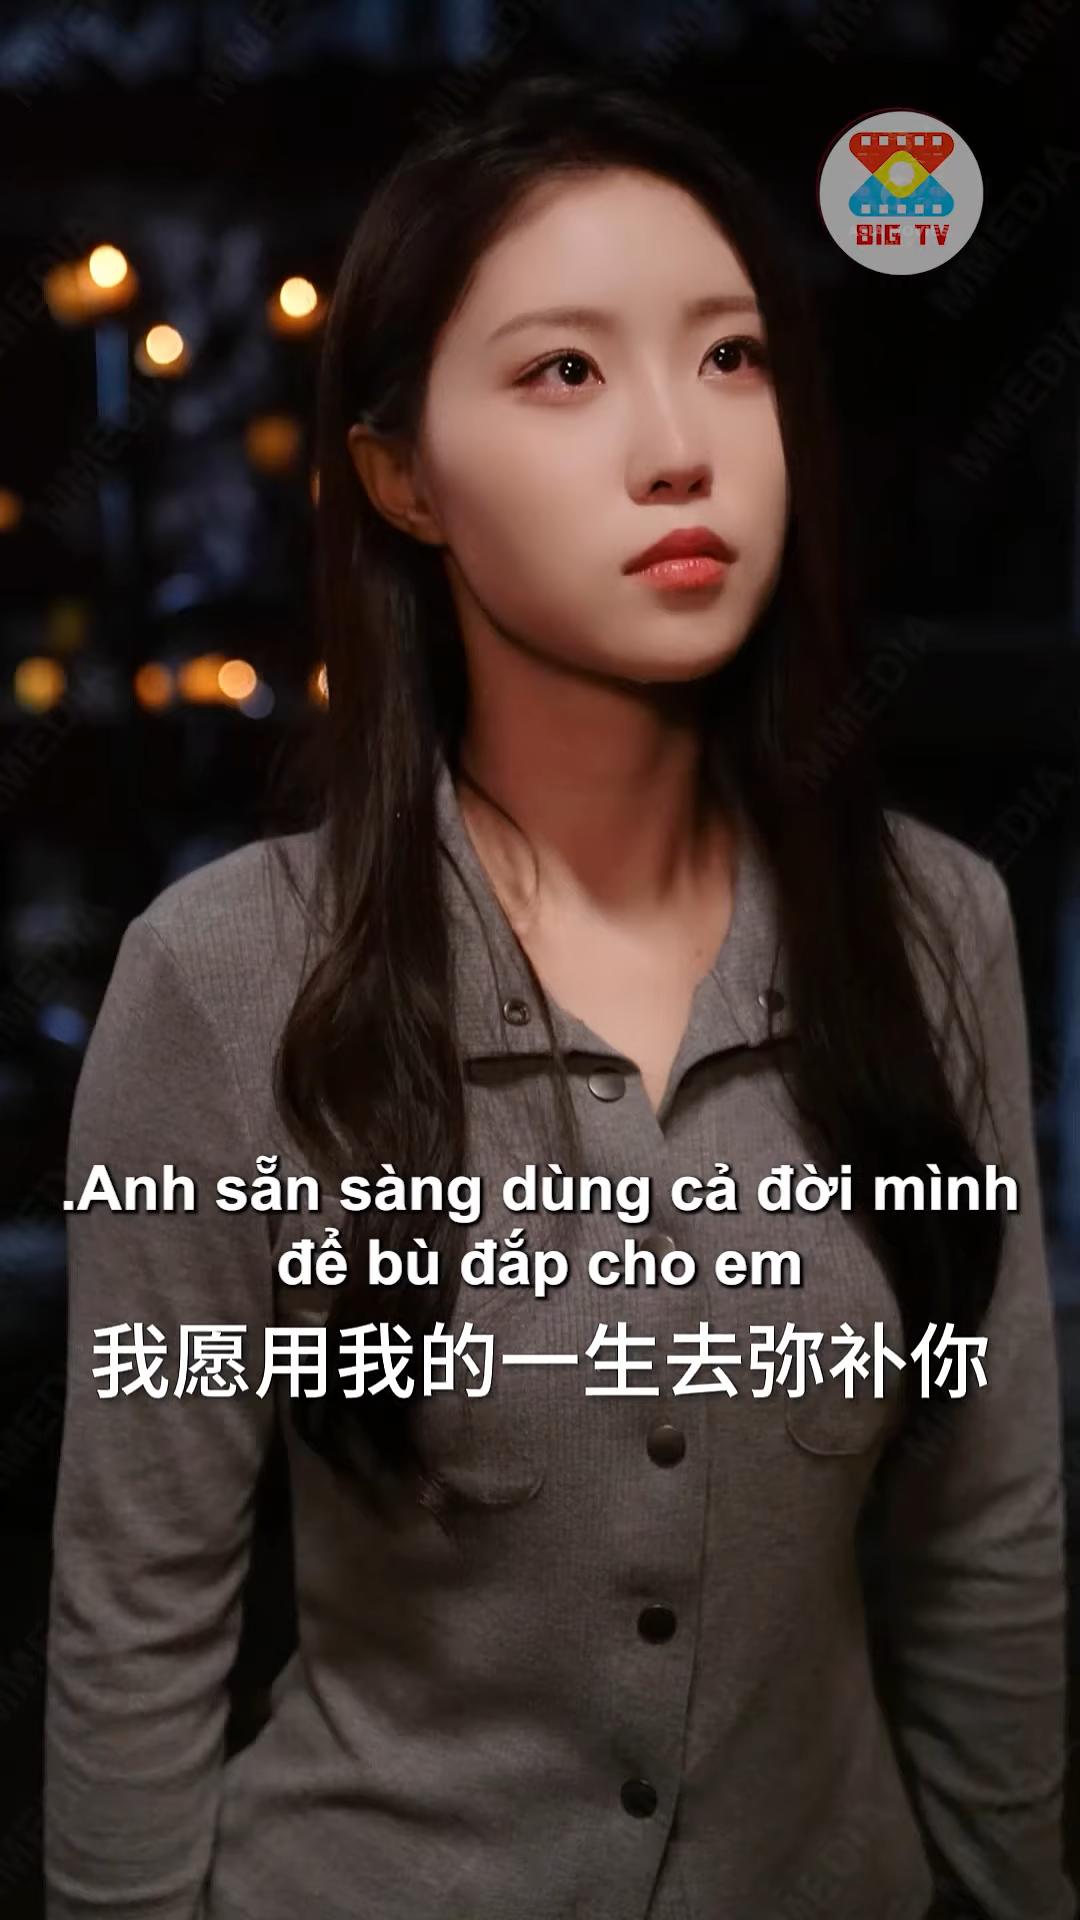 BIG TV
.Anh sẵn sàng dùng cả đời mình
để bù đắp cho em
我愿用我的一生去弥补你
MMEDIA